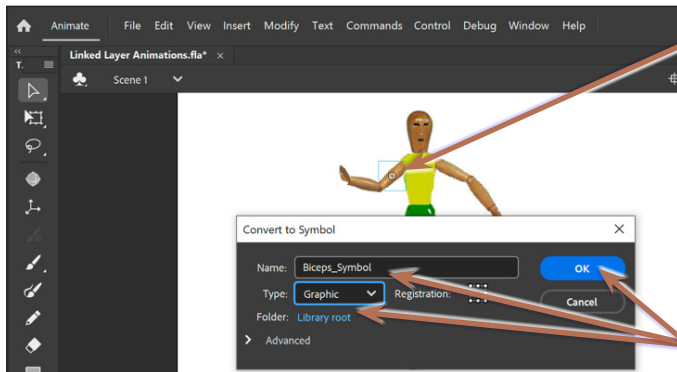 Animate File Edit View Insert Modify Text Commands Control Debug Window Help
Linked Layer Animations.fla* ×
T.
Scene 1
Convert to Symbol
Name: Biceps_Symbol OK
Type: Graphic Registration: Cancel
Folder: Library root
Advanced